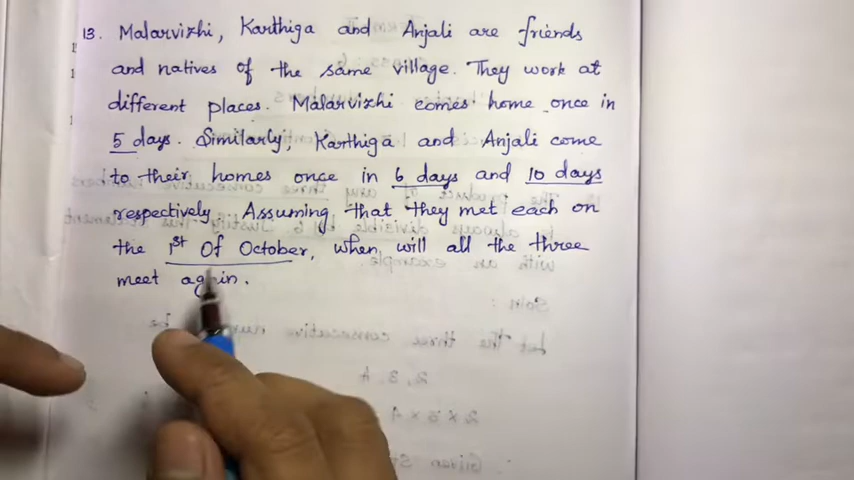 13. Malarvizhi, Karthiga and Anjali are friends
and natives of the same village. They work at
different places. Malarvizhi comes home once in
5 days. Similarly, Karthiga and Anjali come
to their homes once in 6 days and 10 days
respectively. Assuming that they met each on
the 1st of October, when will all the three
meet again.